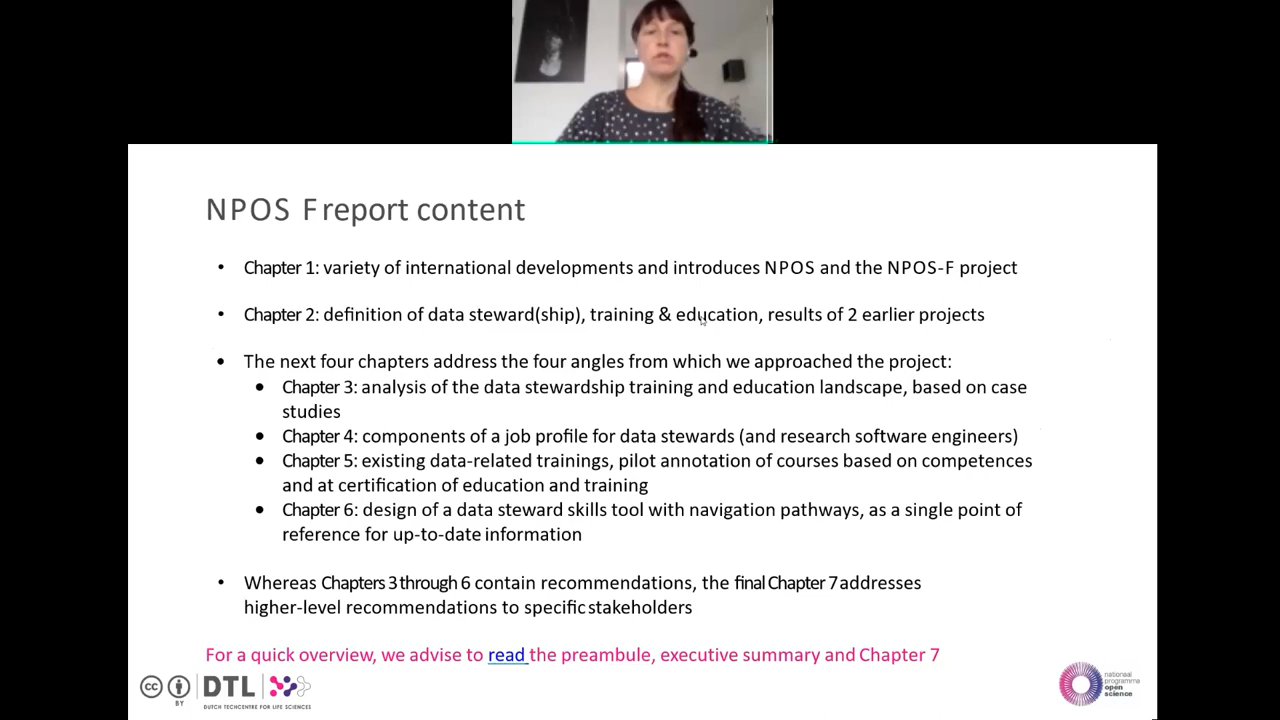 NPOS F report content
• Chapter 1: variety of international developments and introduces NPOS and the NPOS-F project
• Chapter 2: definition of data steward(ship), training & education, results of 2 earlier projects
• The next four chapters address the four angles from which we approached the project:
• Chapter 3: analysis of the data stewardship training and education landscape, based on case
studies
• Chapter 4: components of a job profile for data stewards (and research software engineers)
• Chapter 5: existing data-related trainings, pilot annotation of courses based on competences
and at certification of education and training
• Chapter 6: design of a data steward skills tool with navigation pathways, as a single point of
reference for up-to-date information
• Whereas Chapters 3 through 6 contain recommendations, the final Chapter 7 addresses
higher-level recommendations to specific stakeholders
For a quick overview, we advise to read the preambule, executive summary and Chapter 7
cc BY DTL
DUTCH TECHCENTRE FOR LIFE SCIENCES
nationaal
programma
open
science